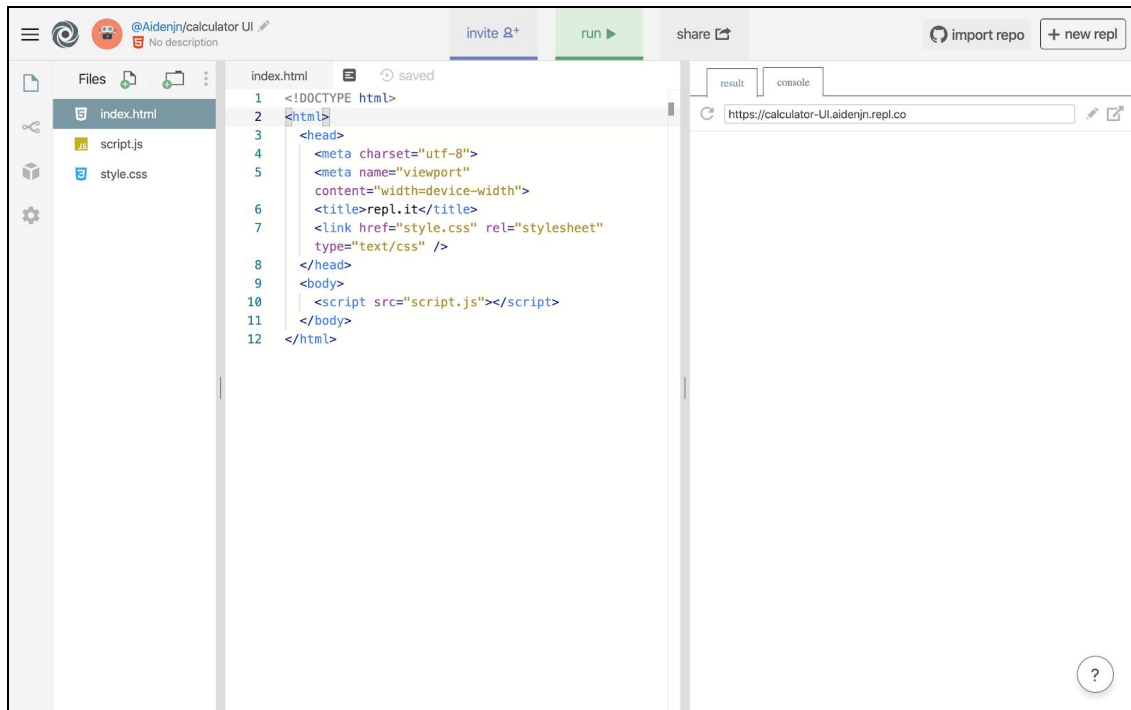 @Aidenjn/calculator UI
No description
invite
run
share
import repo
+ new repl
Files
index.html
script.js
style.css
index.html
saved
1 <!DOCTYPE html>
2 <html>
3 <head>
4 <meta charset="utf-8">
5 <meta name="viewport"
content="width=device-width">
6 <title>repl.it</title>
7 <link href="style.css" rel="stylesheet"
type="text/css" />
8 </head>
9 <body>
10 <script src="script.js"></script>
11 </body>
12 </html>
result
console
https://calculator-UI.aidenjn.repl.co
?